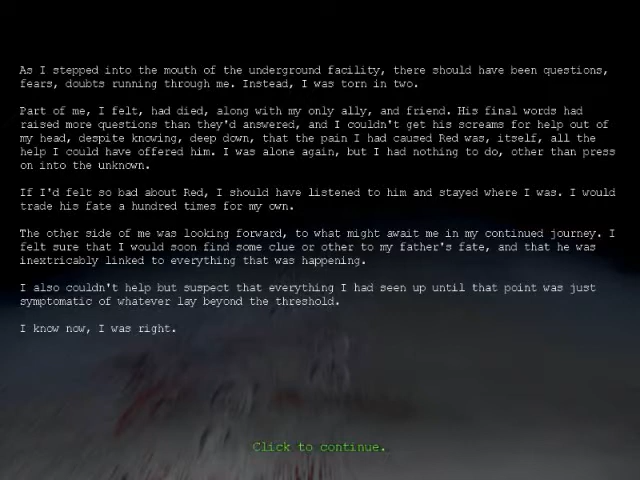 As I stepped into the mouth of the underground facility, there should have been questions,
fears, doubts running through me. Instead, I was torn in two.
Part of me, I felt, had died, along with my only ally, and friend. His final words had
raised more questions than they'd answered, and I couldn't get his screams for help out of
my head, despite knowing, deep down, that the pain I had caused Red was, itself, all the
help I could have offered him. I was alone again, but I had nothing to do, other than press
on into the unknown.
If I'd felt so bad about Red, I should have listened to him and stayed where I was. I would
trade his fate a hundred times for my own.
The other side of me was looking forward, to what might await me in my continued journey. I
felt sure that I would soon find some clue or other to my father's fate, and that he was
inextricably linked to everything that was happening.
I also couldn't help but suspect that everything I had seen up until that point was just
symptomatic of whatever lay beyond the threshold.
I know now, I was right.
Click to continue.